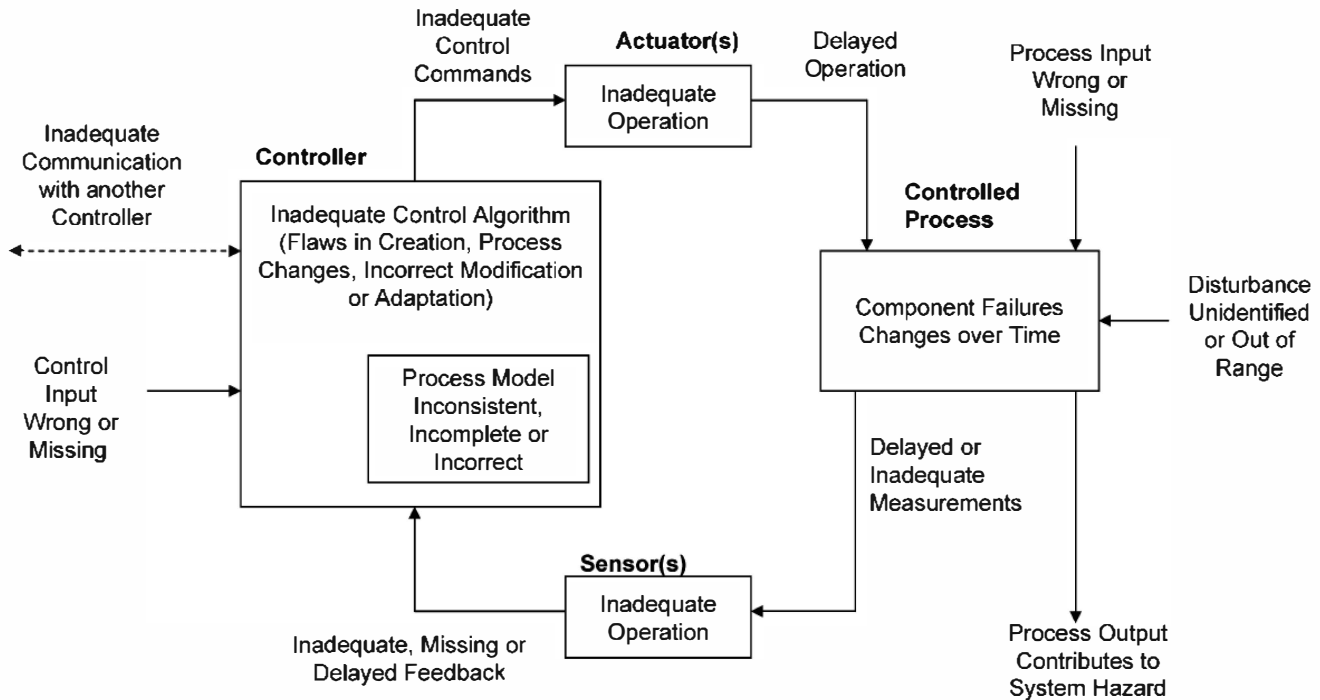 Inadequate
Control
Commands
Actuator(s)
Inadequate
Operation
Delayed
Operation
Process Input
Wrong or
Missing
Inadequate
Communication
with another
Controller
Controller
Inadequate Control Algorithm
(Flaws in Creation, Process
Changes, Incorrect Modification
or Adaptation)
Process Model
Inconsistent,
Incomplete or
Incorrect
Control
Input
Wrong or
Missing
Controlled
Process
Component Failures
Changes over Time
Disturbance
Unidentified
or Out of
Range
Delayed or
Inadequate
Measurements
Sensor(s)
Inadequate
Operation
Inadequate, Missing or
Delayed Feedback
Process Output
Contributes to
System Hazard